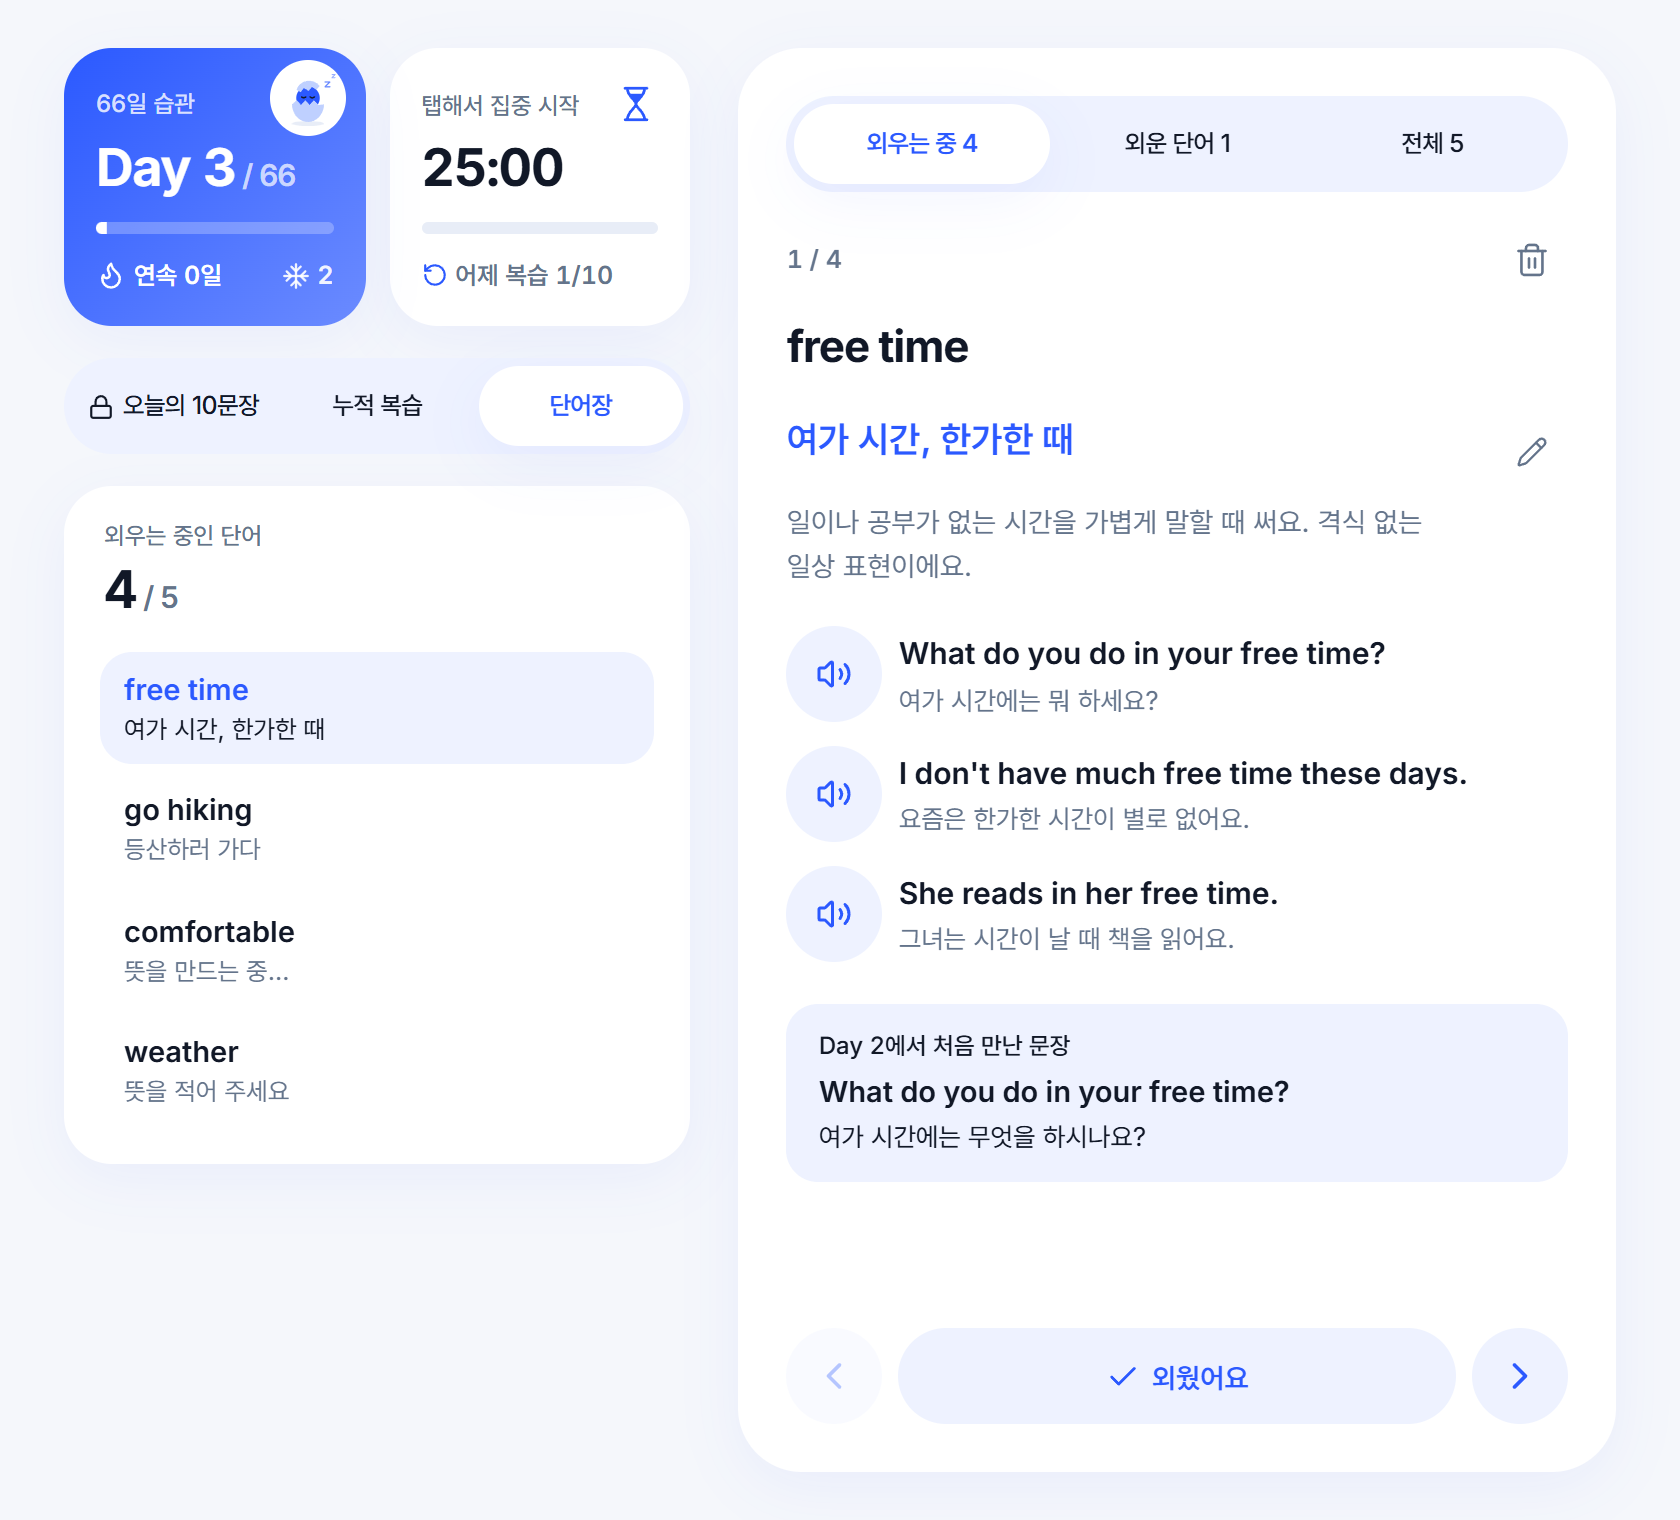 66일 습관
Day 3 / 66
연속 0일
2
탭해서 집중 시작
25:00
어제 복습 1/10
오늘의 10문장
누적 복습
단어장
외우는 중인 단어
4 / 5
free time
여가 시간, 한가한 때
go hiking
등산하러 가다
comfortable
뜻을 만드는 중...
weather
뜻을 적어 주세요
외우는 중 4
외운 단어 1
전체 5
1 / 4
free time
여가 시간, 한가한 때
일이나 공부가 없는 시간을 가볍게 말할 때 써요. 격식 없는
일상 표현이에요.
What do you do in your free time?
여가 시간에는 뭐 하세요?
I don't have much free time these days.
요즘은 한가한 시간이 별로 없어요.
She reads in her free time.
그녀는 시간이 날 때 책을 읽어요.
Day 2에서 처음 만난 문장
What do you do in your free time?
여가 시간에는 무엇을 하시나요?
외웠어요